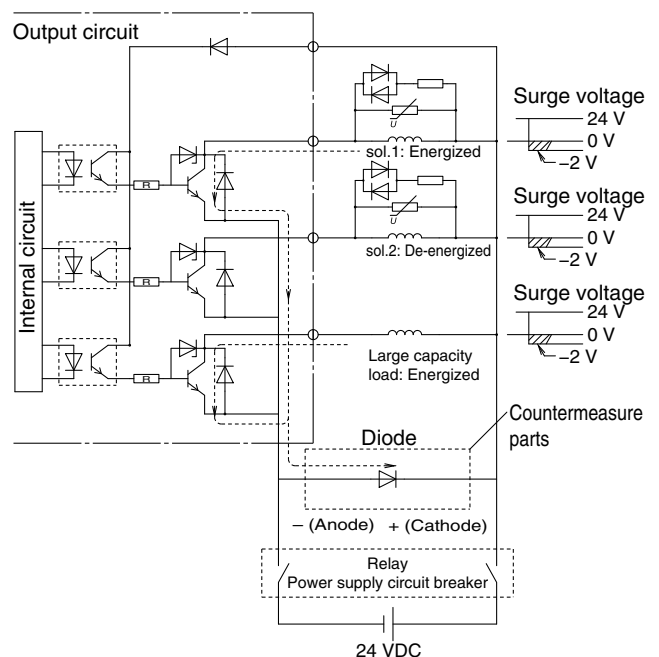 Output circuit
Internal circuit
R
R
R
U
sol.1: Energized
U
sol.2: De-energized
Large capacity
load: Energized
Surge voltage
24 V
0 V
−2 V
Surge voltage
24 V
0 V
−2 V
Surge voltage
24 V
0 V
−2 V
Countermeasure
parts
Diode
− (Anode) + (Cathode)
Relay
Power supply circuit breaker
24 VDC